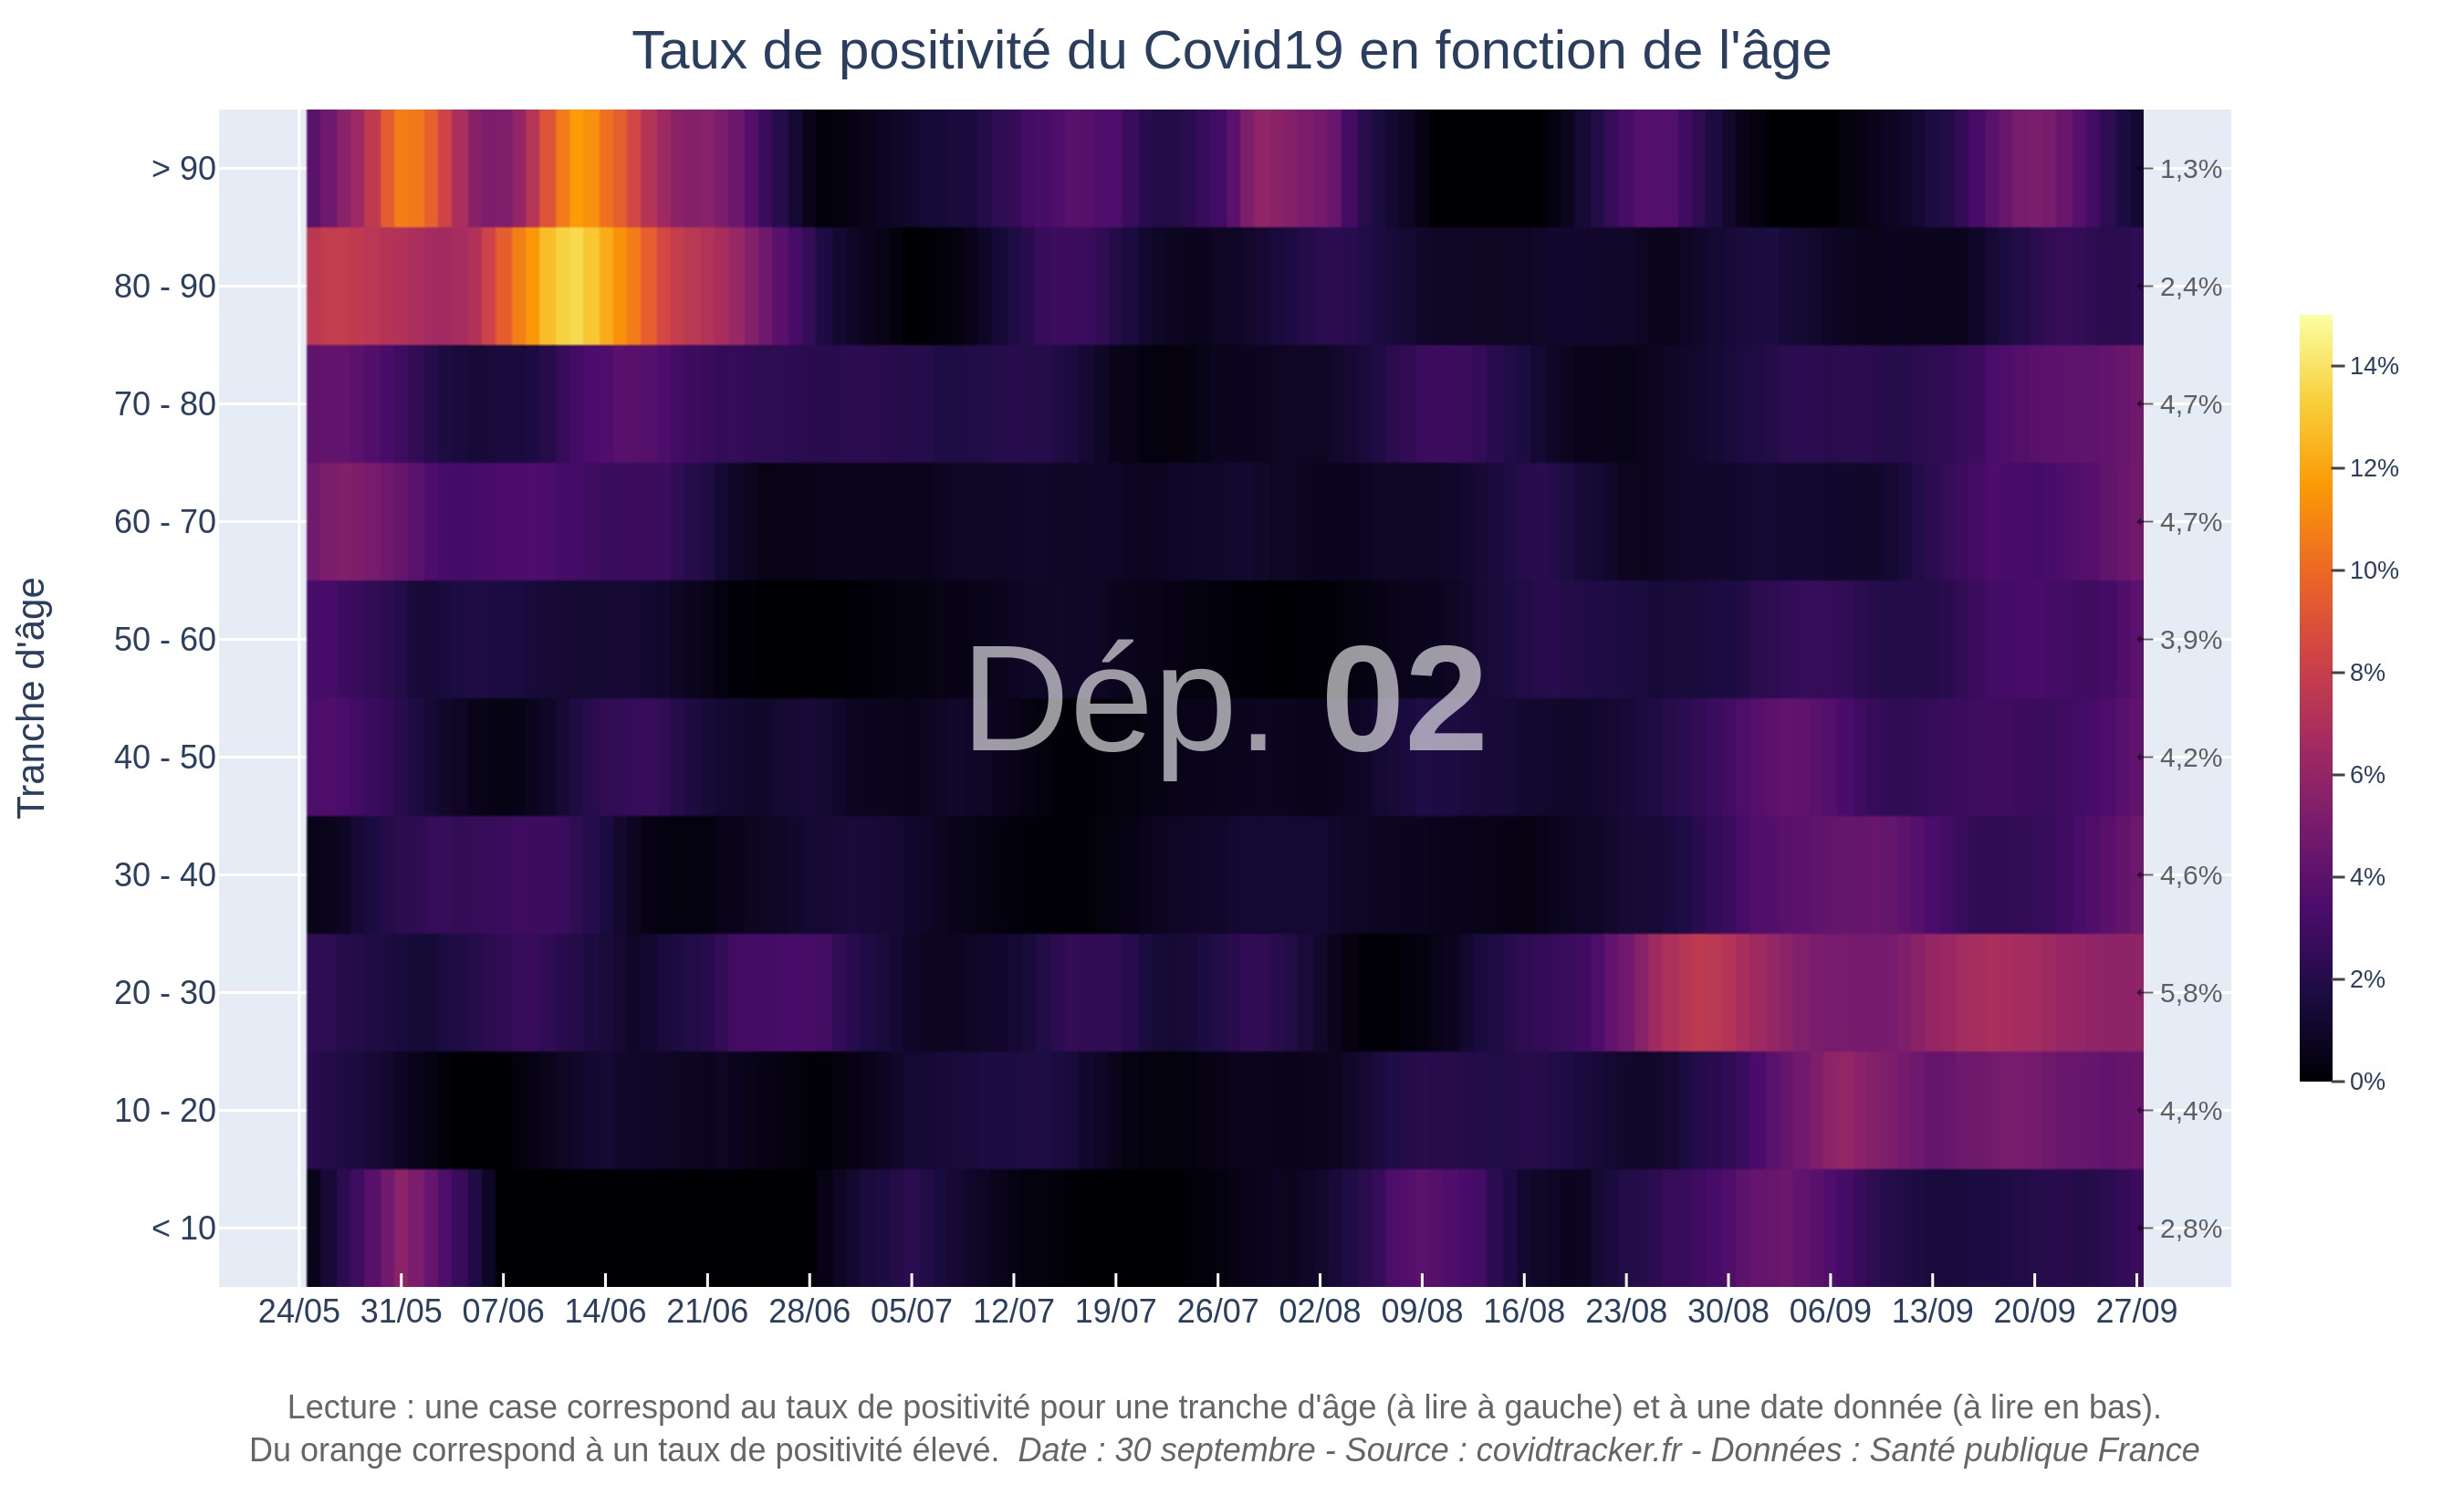 Taux de positivité du Covid19 en fonction de l'âge
Tranche d'âge
> 90
80 - 90
70 - 80
60 - 70
50 - 60
40 - 50
30 - 40
20 - 30
10 - 20
< 10
Dép. 02
1,3%
2,4%
4,7%
4,7%
3,9%
4,2%
4,6%
5,8%
4,4%
2,8%
14%
12%
10%
8%
6%
4%
2%
0%
24/05 31/05 07/06 14/06 21/06 28/06 05/07 12/07 19/07 26/07 02/08 09/08 16/08 23/08 30/08 06/09 13/09 20/09 27/09
Lecture : une case correspond au taux de positivité pour une tranche d'âge (à lire à gauche) et à une date donnée (à lire en bas).
Du orange correspond à un taux de positivité élevé. Date : 30 septembre - Source : covidtracker.fr - Données : Santé publique France